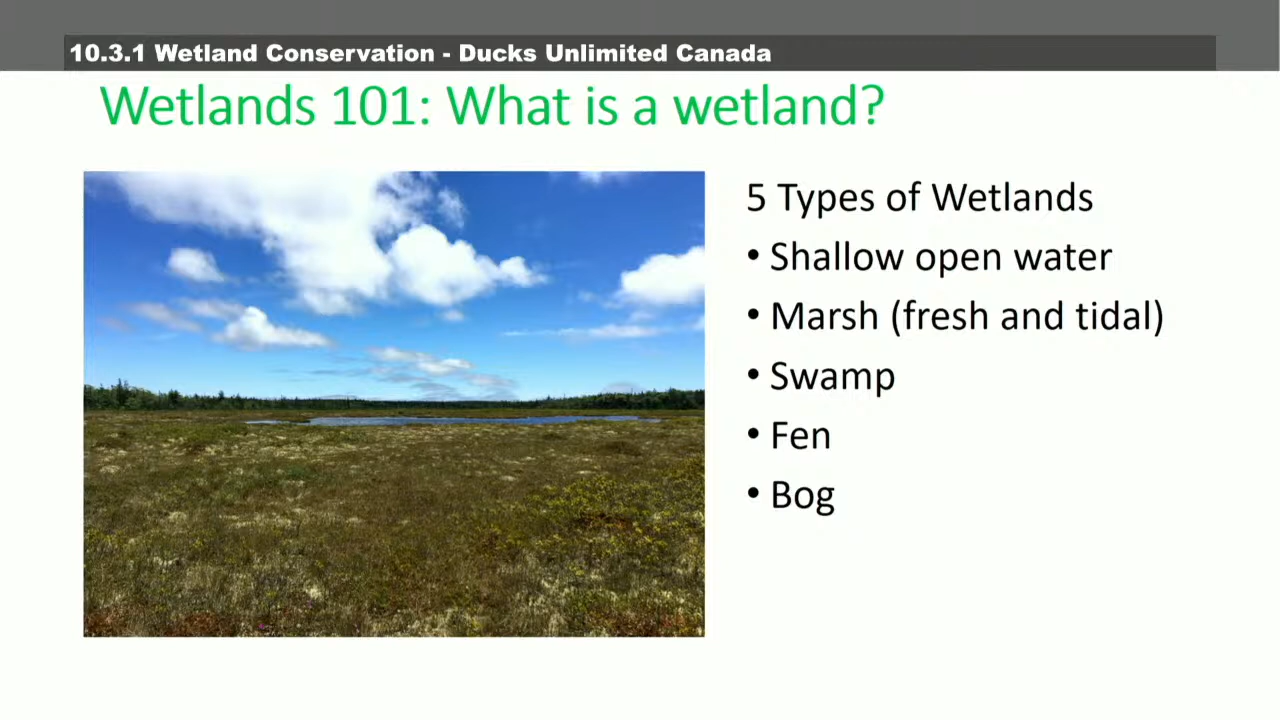 10.3.1 Wetland Conservation - Ducks Unlimited Canada
Wetlands 101: What is a wetland?
5 Types of Wetlands
• Shallow open water
• Marsh (fresh and tidal)
• Swamp
• Fen
• Bog